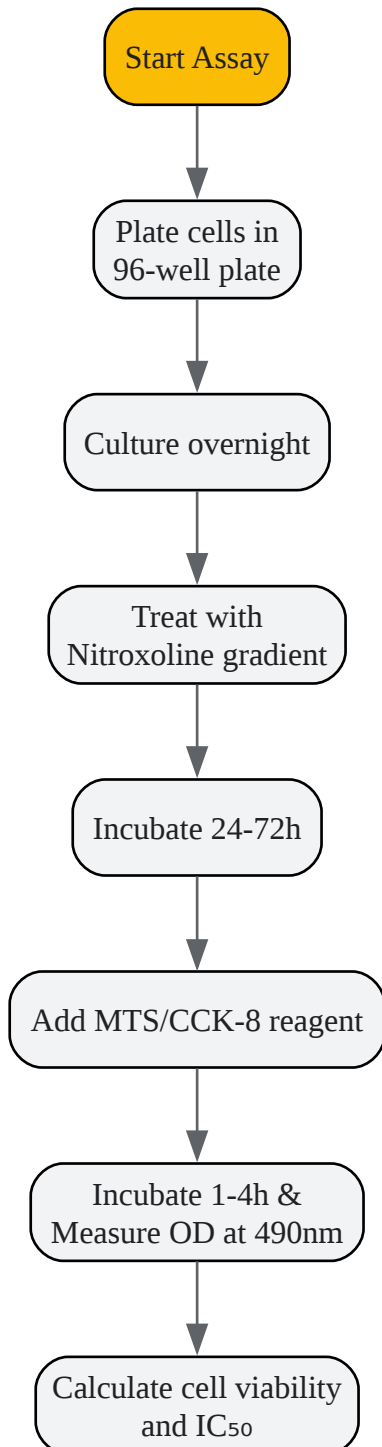 Start Assay
Plate cells in
96-well plate
Culture overnight
Treat with
Nitroxoline gradient
Incubate 24-72h
Add MTS/CCK-8 reagent
Incubate 1-4h &
Measure OD at 490nm
Calculate cell viability
and IC₅₀